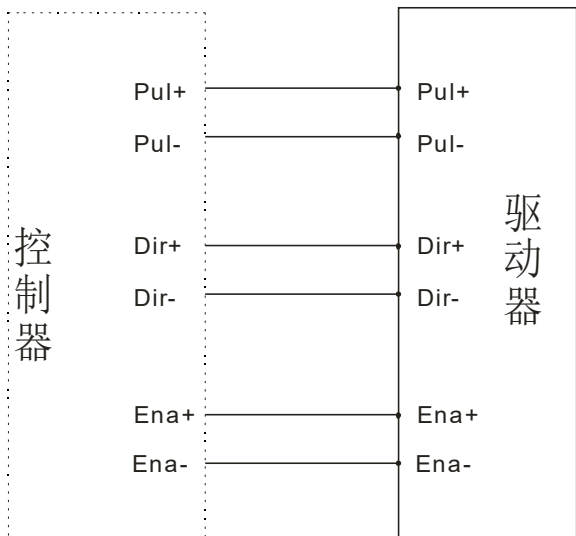 控制器
Pul+
Pul-
Dir+
Dir-
Ena+
Ena-
Pul+
Pul-
Dir+
Dir-
Ena+
Ena-
驱动器